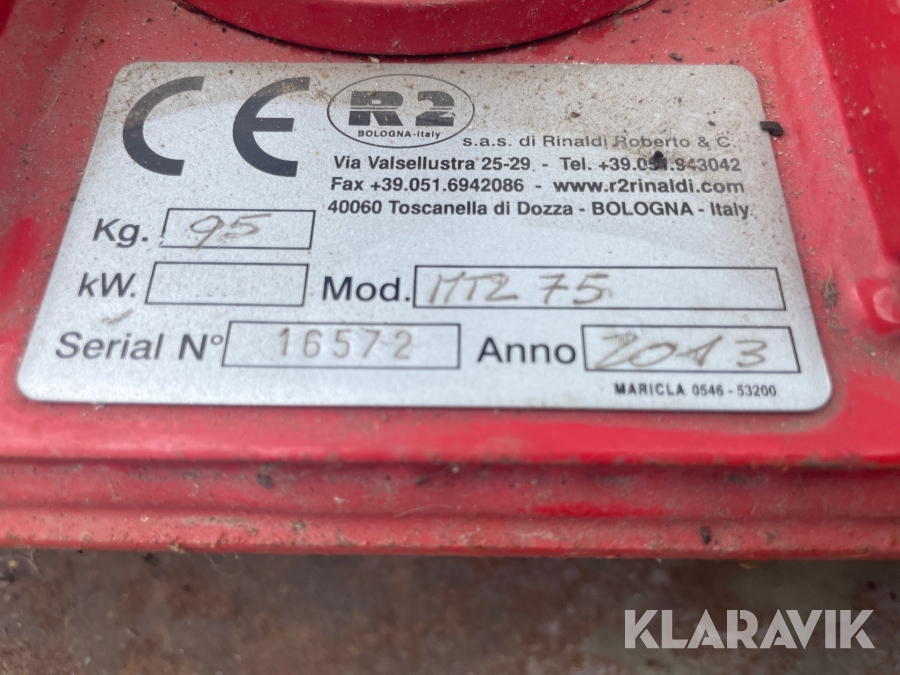 CE
R2
BOLOGNA-Italy
s.a.s. di Rinaldi Roberto & C.
Via Valsellustra 25-29 - Tel. +39.051.943042
Fax +39.051.6942086 - www.r2rinaldi.com
40060 Toscanella di Dozza - BOLOGNA - Italy.
Kg. 95
kW. Mod. MTZ 75
Serial N° 16572 Anno 2013
MARICLA 0546 - 53200
KLARAVIK